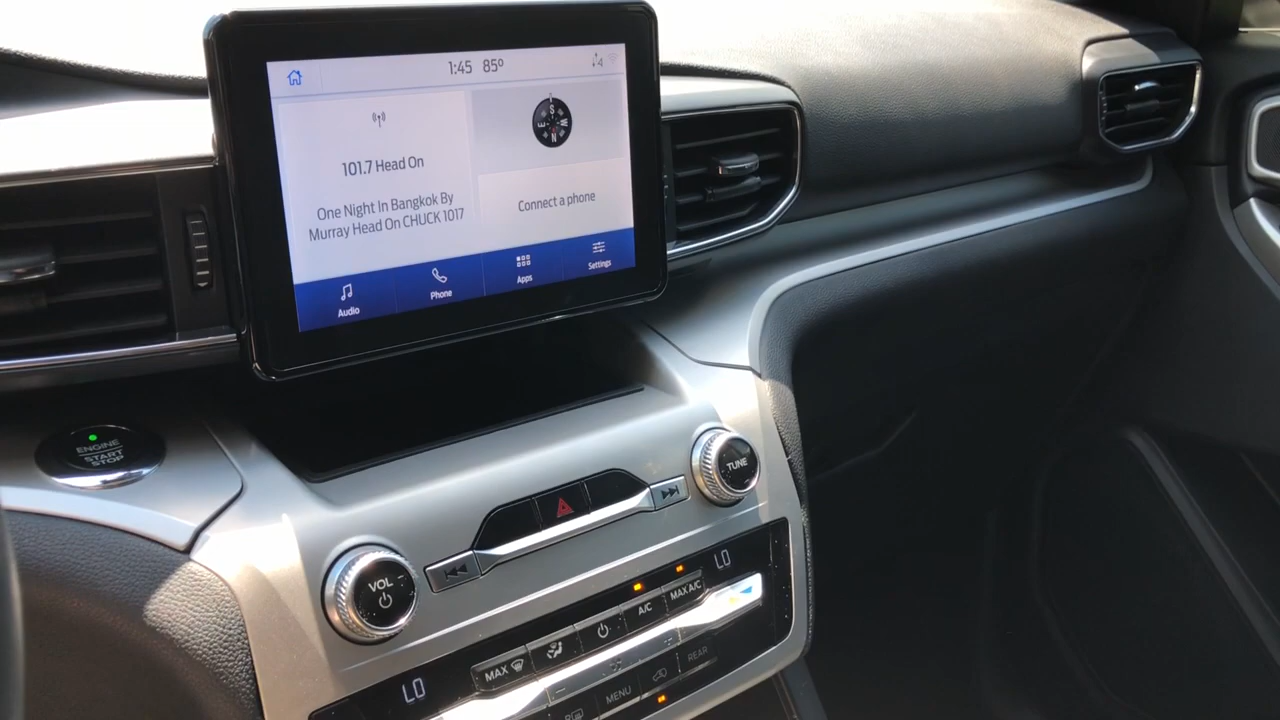 1:45 85°
4
101.7 Head On
One Night In Bangkok By
Murray Head On CHUCK 1017
S
W
N
E
Connect a phone
Audio
Phone
Apps
Settings
ENGINE
START
STOP
TUNE
VOL
LO
MAX A/C
A/C
MAX
LO
REAR
MENU
R